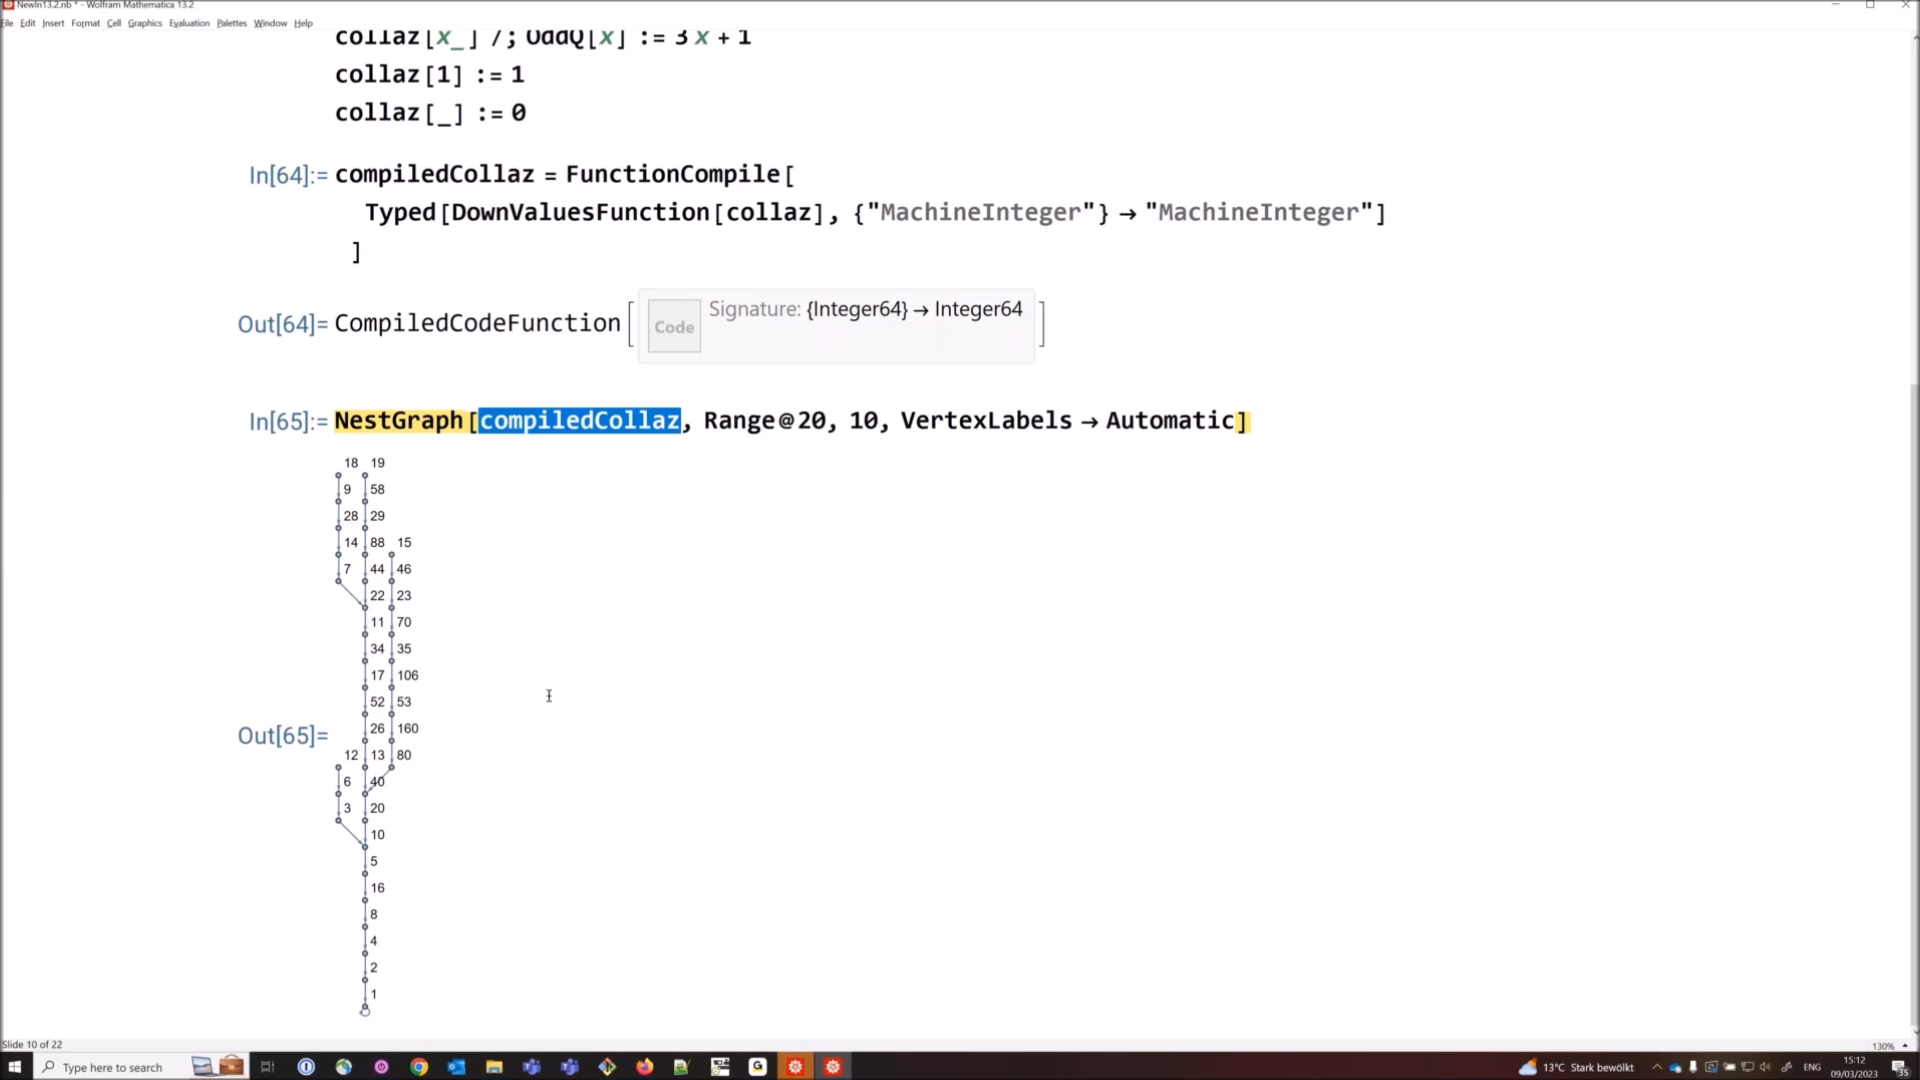 NewIn13.2.nb * - Wolfram Mathematica 13.2
File Edit Insert Format Cell Graphics Evaluation Palettes Window Help
collaz[x_] /; OddQ[x] := 3 x + 1
collaz[1] := 1
collaz[_] := 0
In[64]:= compiledCollaz = FunctionCompile[
Typed[DownValuesFunction[collaz], {"MachineInteger"} → "MachineInteger"]
]
Out[64]= CompiledCodeFunction[ Code Signature: {Integer64} → Integer64 ]
In[65]:= NestGraph[compiledCollaz, Range@20, 10, VertexLabels → Automatic]
18 19
9 58
28 29
14 88 15
7 44 46
22 23
11 70
34 35
17 106
52 53
26 160
Out[65]=
12 13 80
6 40
3 20
10
5
16
8
4
2
1
Slide 10 of 22
130%
Type here to search
13°C Stark bewölkt
ENG
15:12
09/03/2023
35